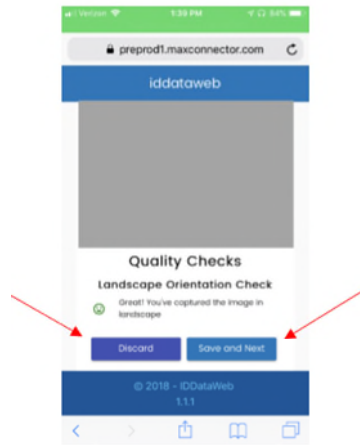 Verizon 1:39 PM 84%
preprod1.maxconnector.com
iddataweb
Quality Checks
Landscape Orientation Check
Great! You've captured the image in
landscape
Discard Save and Next
© 2018 - IDDataWeb
1.1.1